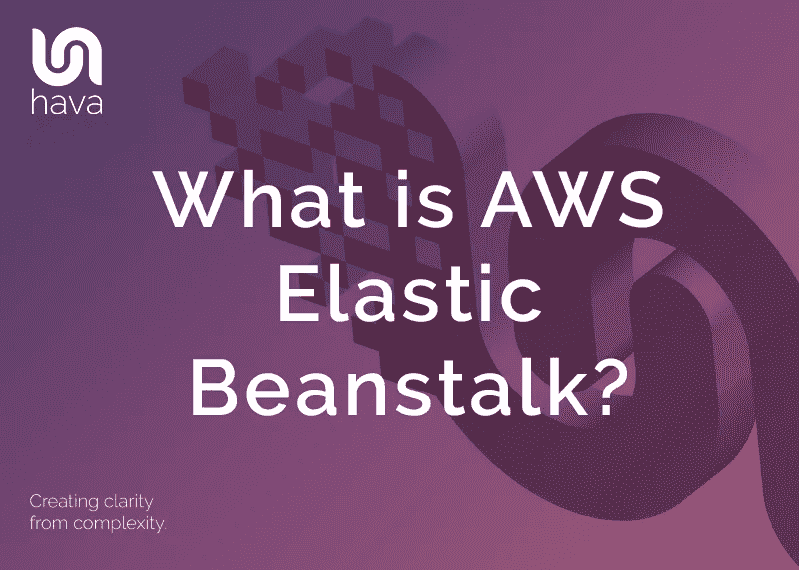 hava
What is AWS
Elastic
Beanstalk?
Creating clarity
from complexity.